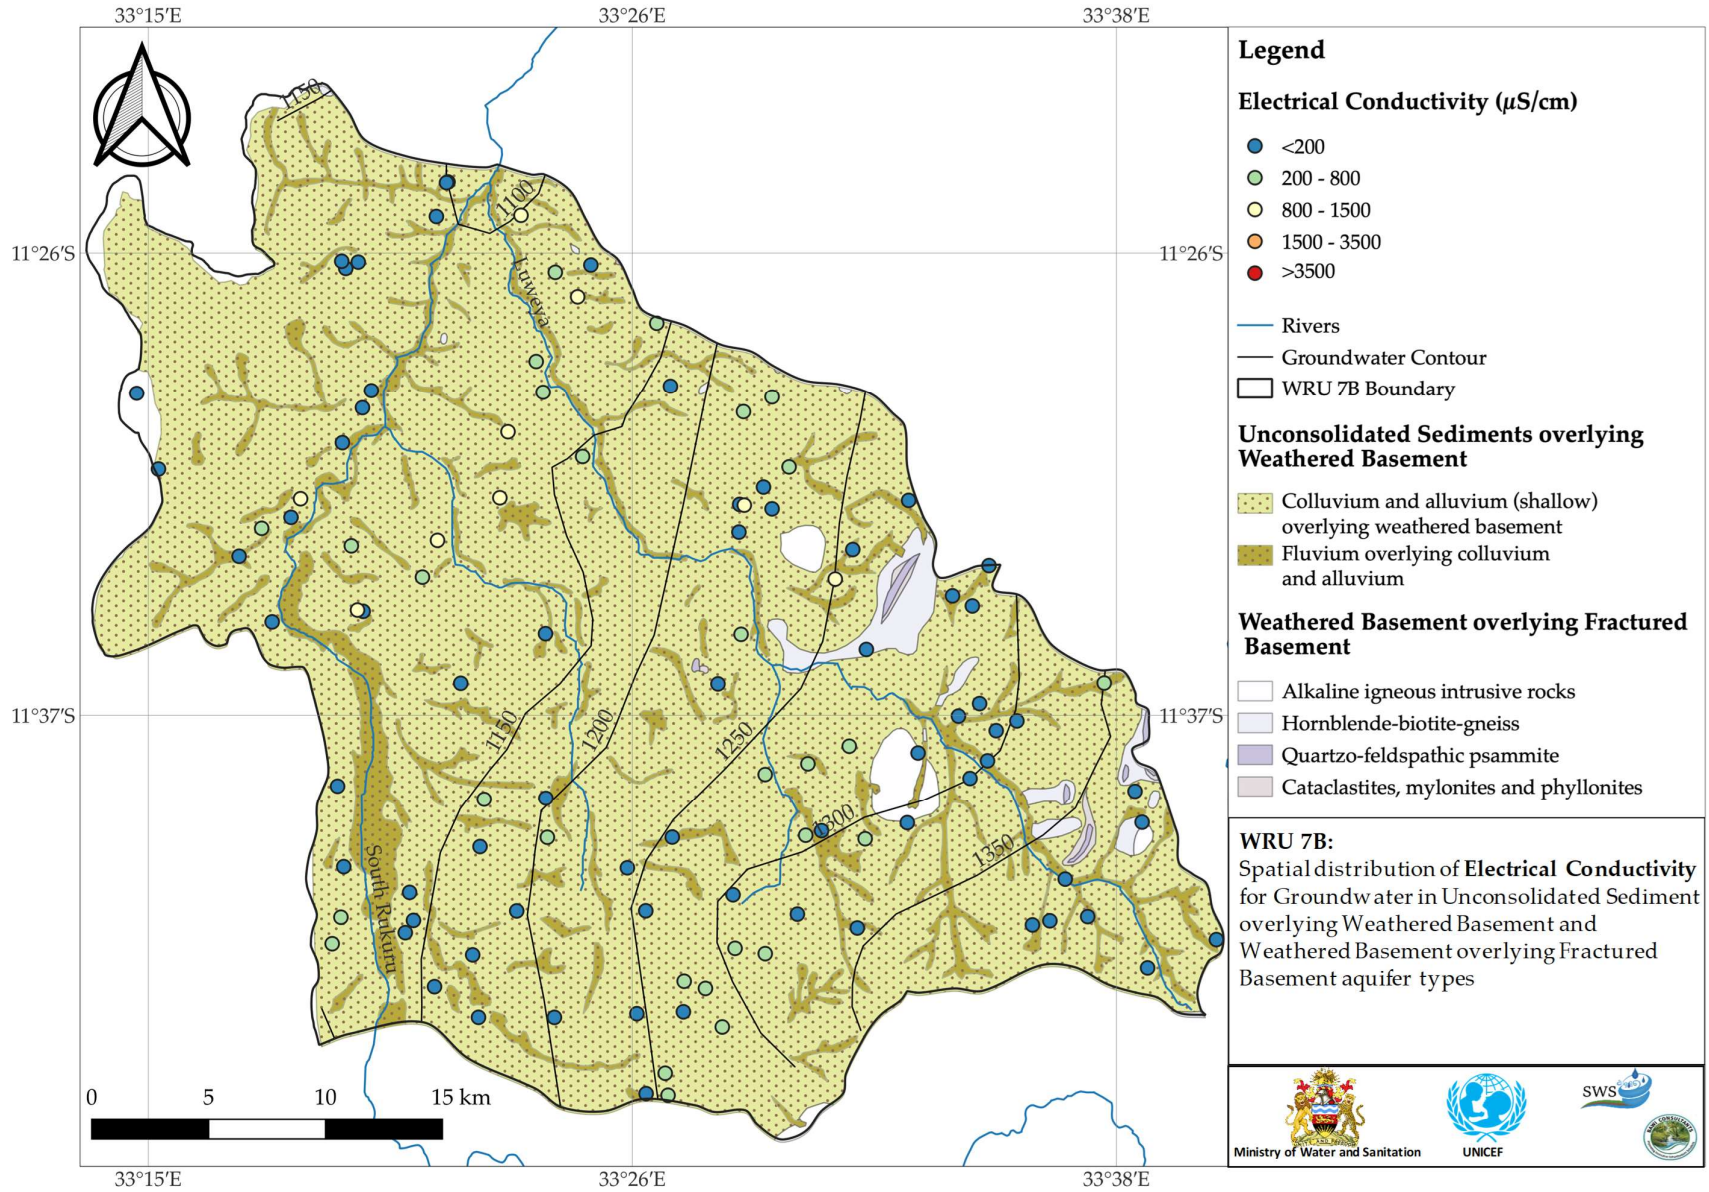 33°15′E
33°26′E
33°38′E
11°26′S
11°26′S
11°37′S
11°37′S
1150
1100
Luweya
1150
1200
1250
1300
1350
South Rukuru
0 5 10 15 km
33°15′E
33°26′E
33°38′E
Legend
Electrical Conductivity (µS/cm)
<200
200 - 800
800 - 1500
1500 - 3500
>3500
Rivers
Groundwater Contour
WRU 7B Boundary
Unconsolidated Sediments overlying
Weathered Basement
Colluvium and alluvium (shallow)
overlying weathered basement
Fluvium overlying colluvium
and alluvium
Weathered Basement overlying Fractured
Basement
Alkaline igneous intrusive rocks
Hornblende-biotite-gneiss
Quartzo-feldspathic psammite
Cataclastites, mylonites and phyllonites
WRU 7B:
Spatial distribution of Electrical Conductivity
for Groundwater in Unconsolidated Sediment
overlying Weathered Basement and
Weathered Basement overlying Fractured
Basement aquifer types
Ministry of Water and Sanitation
UNICEF
SWS